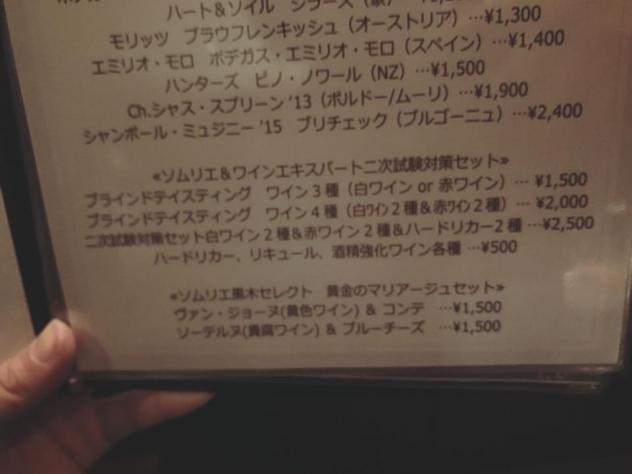 ハート&ソイル シラーズ
モリッツ ブラウフレンキッシュ（オーストリア）…¥1,300
エミリオ・モロ ボデガス・エミリオ・モロ（スペイン）…¥1,400
ハンターズ ピノ・ノワール（NZ）…¥1,500
Ch.シャス・スプリーン '13（ボルドー/ムーリ）…¥1,900
シャンボール・ミュジニー '15 ブリチェック（ブルゴーニュ）…¥2,400
≪ソムリエ&ワインエキスパート二次試験対策セット≫
ブラインドテイスティング ワイン３種（白ワイン or 赤ワイン）…¥1,500
ブラインドテイスティング ワイン４種（白ﾜｲﾝ２種＆赤ﾜｲﾝ２種）…¥2,000
二次試験対策セット白ワイン２種＆赤ワイン２種＆ハードリカー２種…¥2,500
ハードリカー、リキュール、酒精強化ワイン各種…¥500
≪ソムリエ黒木セレクト 黄金のマリアージュセット≫
ヴァン・ジョーヌ(黄色ワイン) & コンテ …¥1,500
ソーテルヌ(貴腐ワイン) & ブルーチーズ …¥1,500